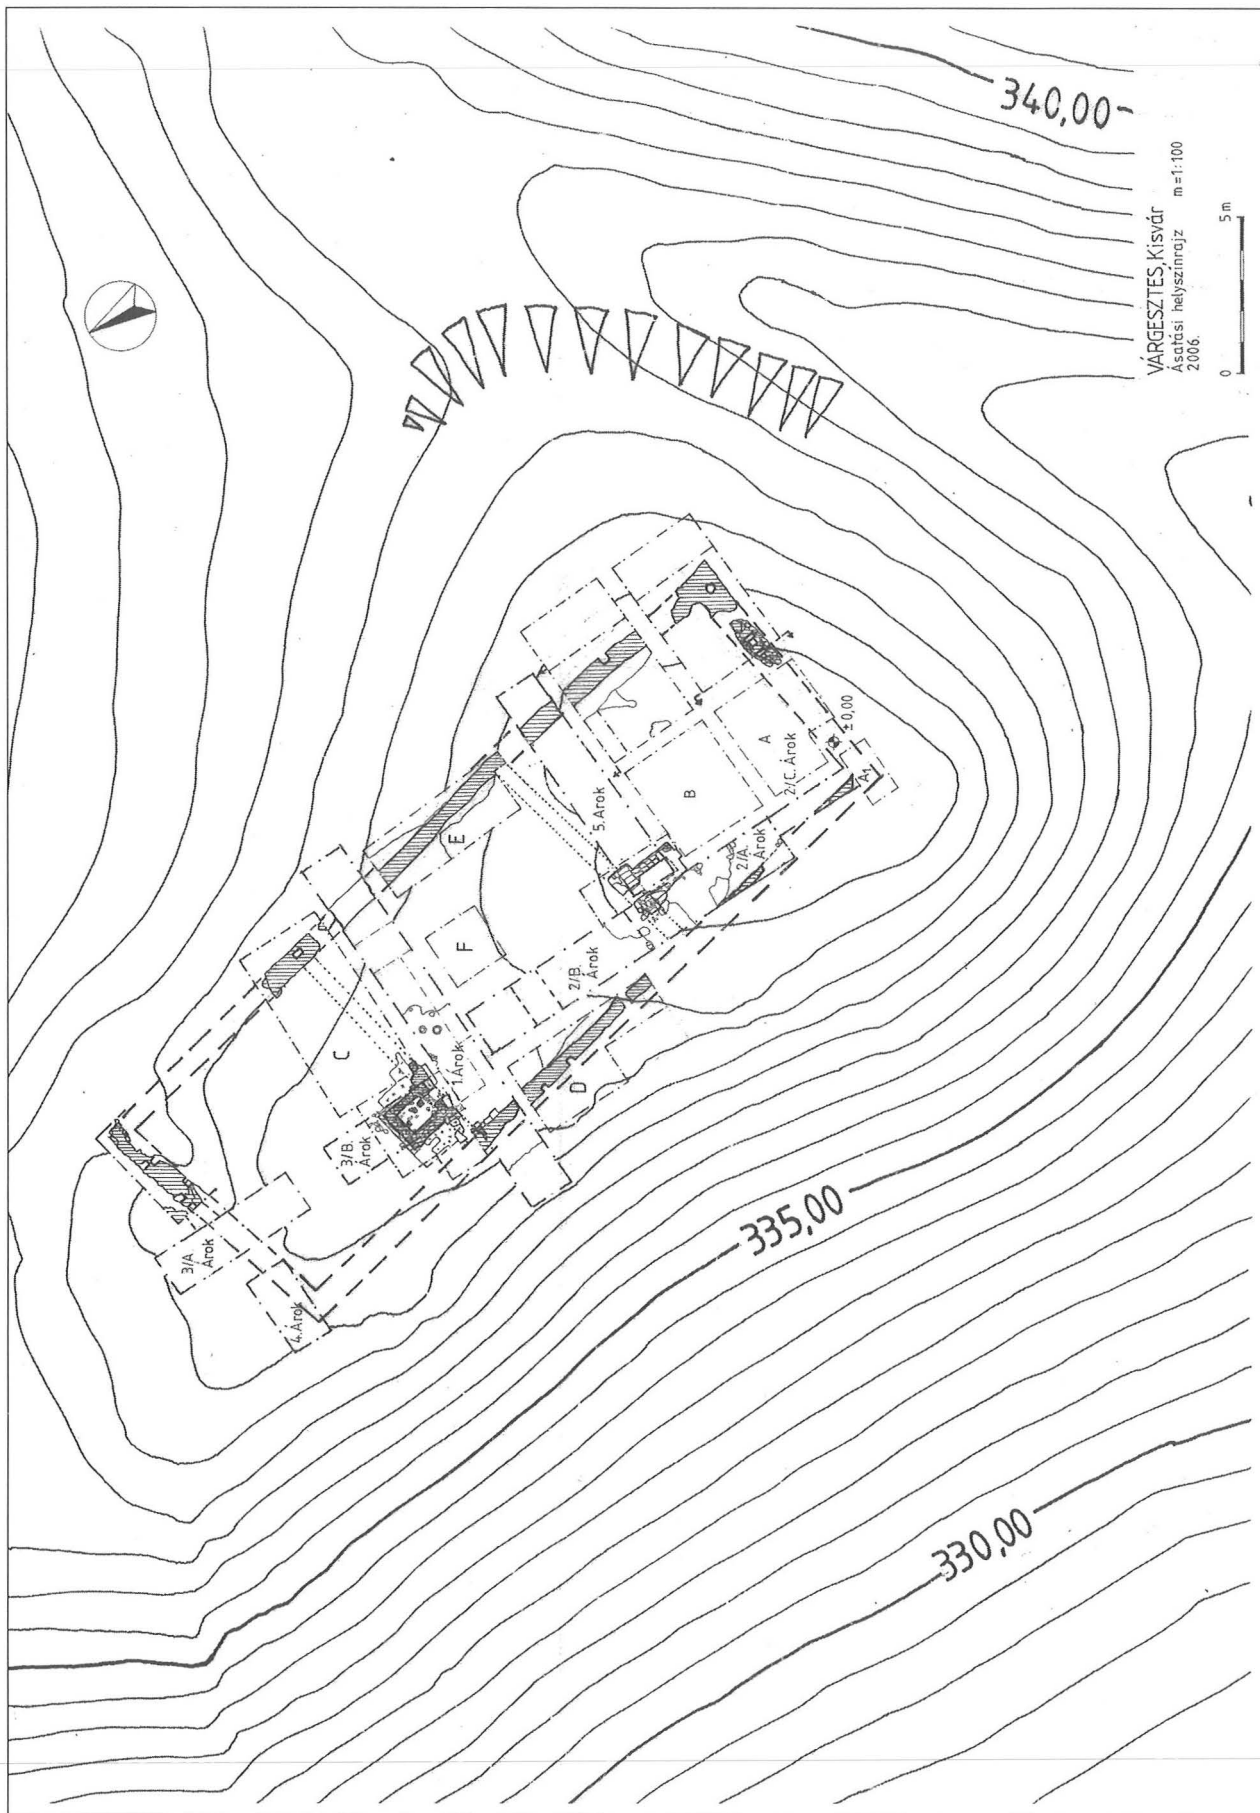 340,00
VÁRGESZTES, Kisvár
Ásatási helyszínrajz m=1:100
2006.
0 5m
A
2/C. Árok
±0,00
A1
B
5. Árok
2/A.
Árok
E
F
2/B.
Árok
C
1. Árok
D
3/B.
Árok
3/A
Árok
4. Árok
335,00
330,00